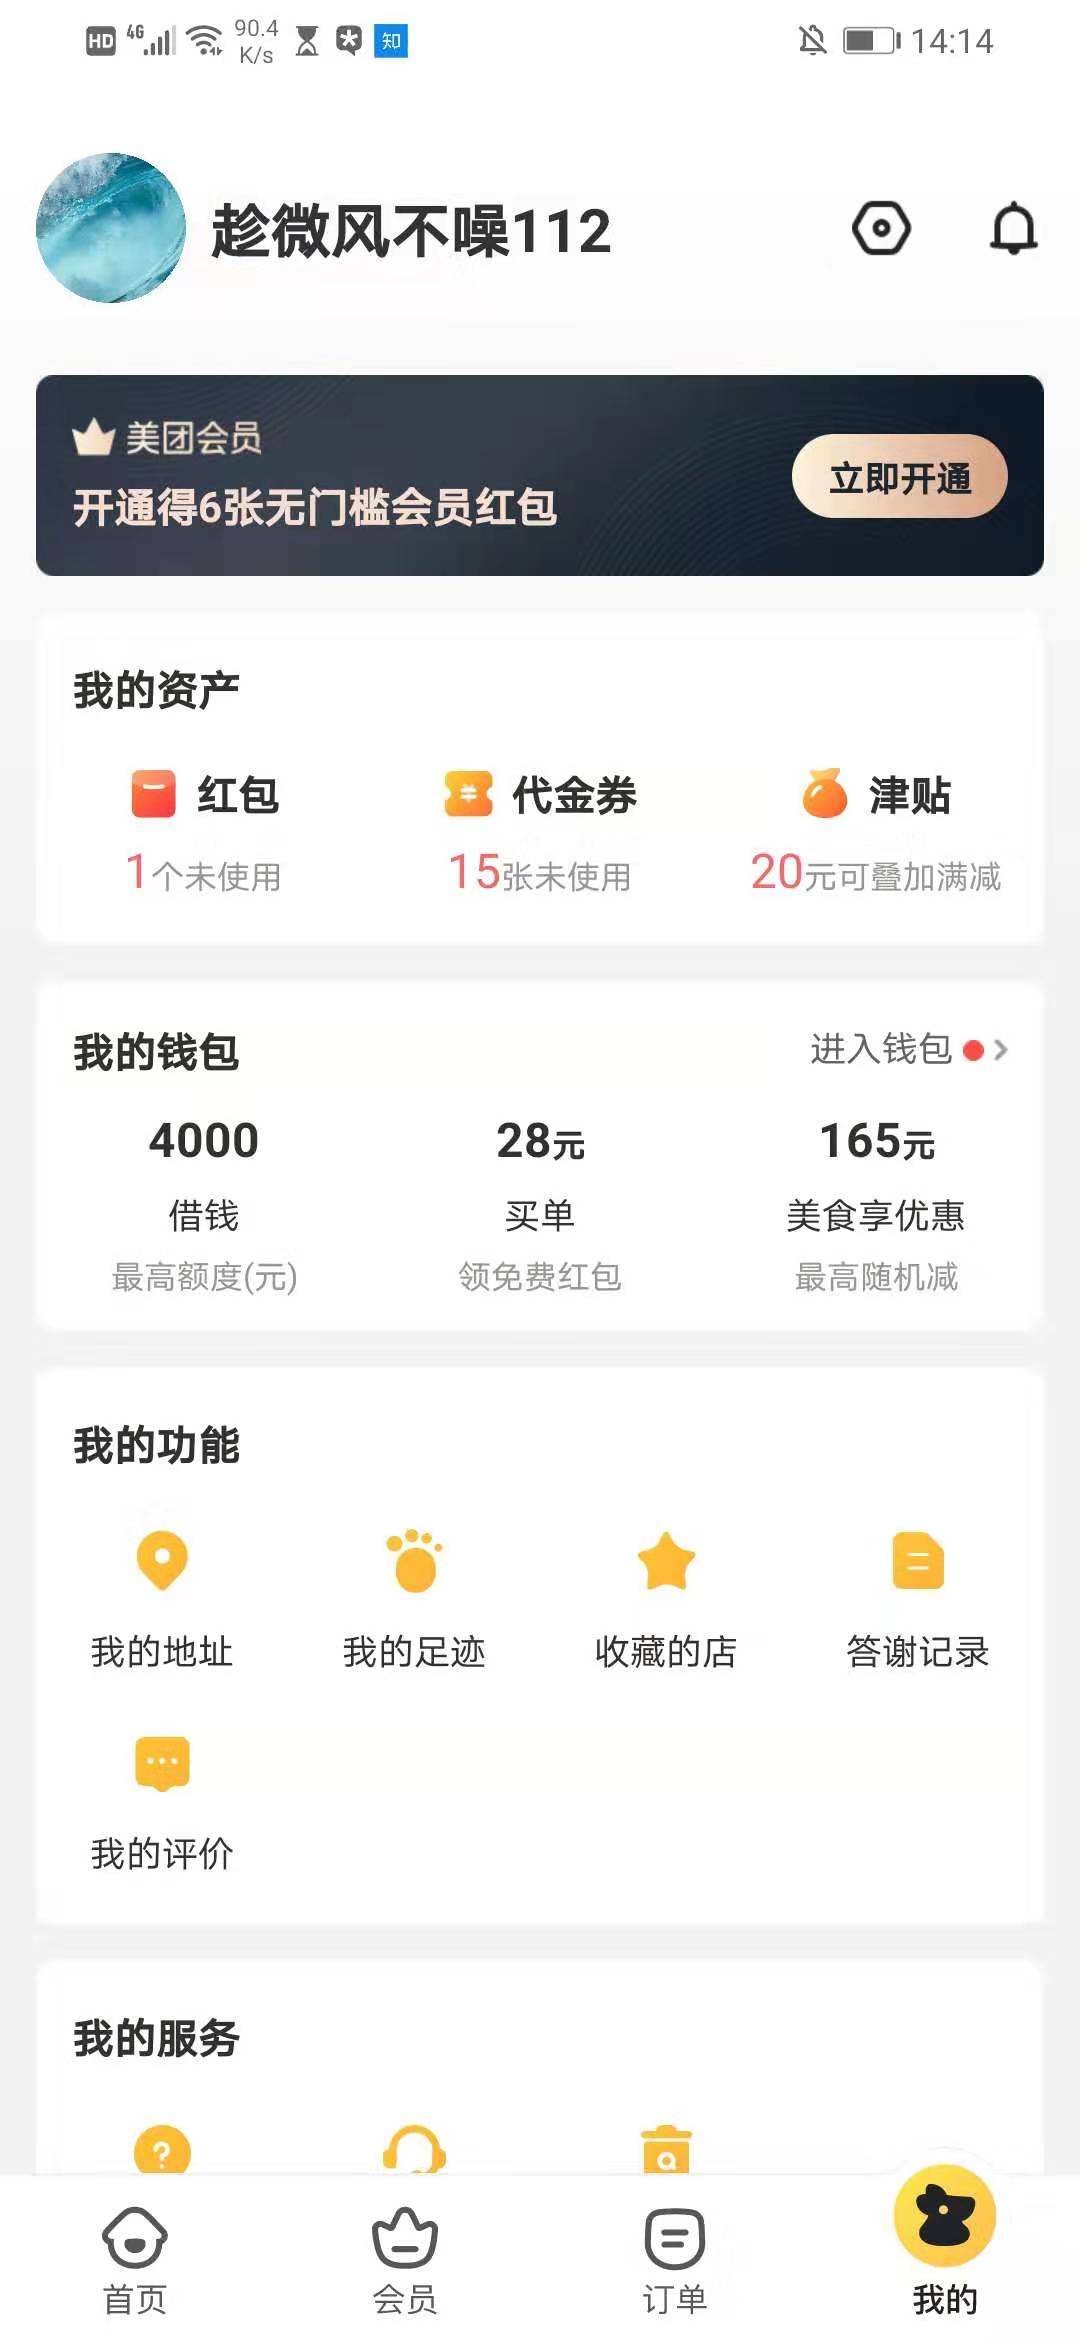 HD 4G 90.4 K/s 知 14:14
趁微风不噪112
美团会员
开通得6张无门槛会员红包
立即开通
我的资产
红包 代金券 津贴
1个未使用 15张未使用 20元可叠加满减
我的钱包 进入钱包
4000 28元 165元
借钱 买单 美食享优惠
最高额度(元) 领免费红包 最高随机减
我的功能
我的地址 我的足迹 收藏的店 答谢记录
我的评价
我的服务
首页 会员 订单 我的